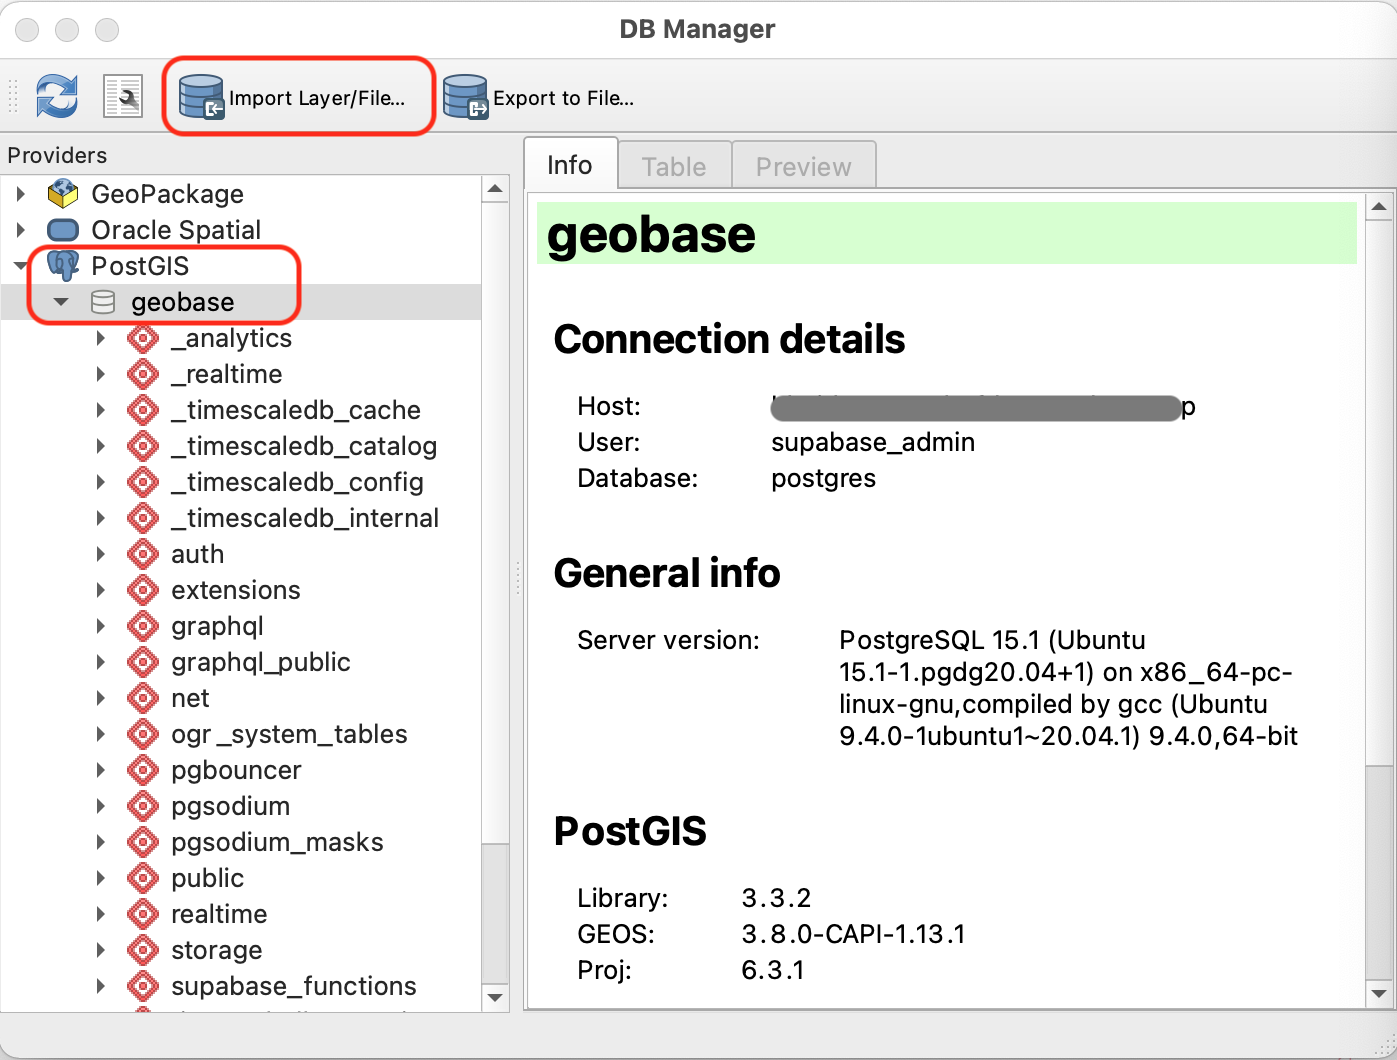 DB Manager
Import Layer/File...
Export to File...
Providers
GeoPackage
Oracle Spatial
PostGIS
geobase
_analytics
_realtime
_timescaledb_cache
_timescaledb_catalog
_timescaledb_config
_timescaledb_internal
auth
extensions
graphql
graphql_public
net
ogr_system_tables
pgbouncer
pgsodium
pgsodium_masks
public
realtime
storage
supabase_functions
Info
Table
Preview
geobase
Connection details
Host: p
User: supabase_admin
Database: postgres
General info
Server version: PostgreSQL 15.1 (Ubuntu
15.1-1.pgdg20.04+1) on x86_64-pc-
linux-gnu,compiled by gcc (Ubuntu
9.4.0-1ubuntu1~20.04.1) 9.4.0,64-bit
PostGIS
Library: 3.3.2
GEOS: 3.8.0-CAPI-1.13.1
Proj: 6.3.1